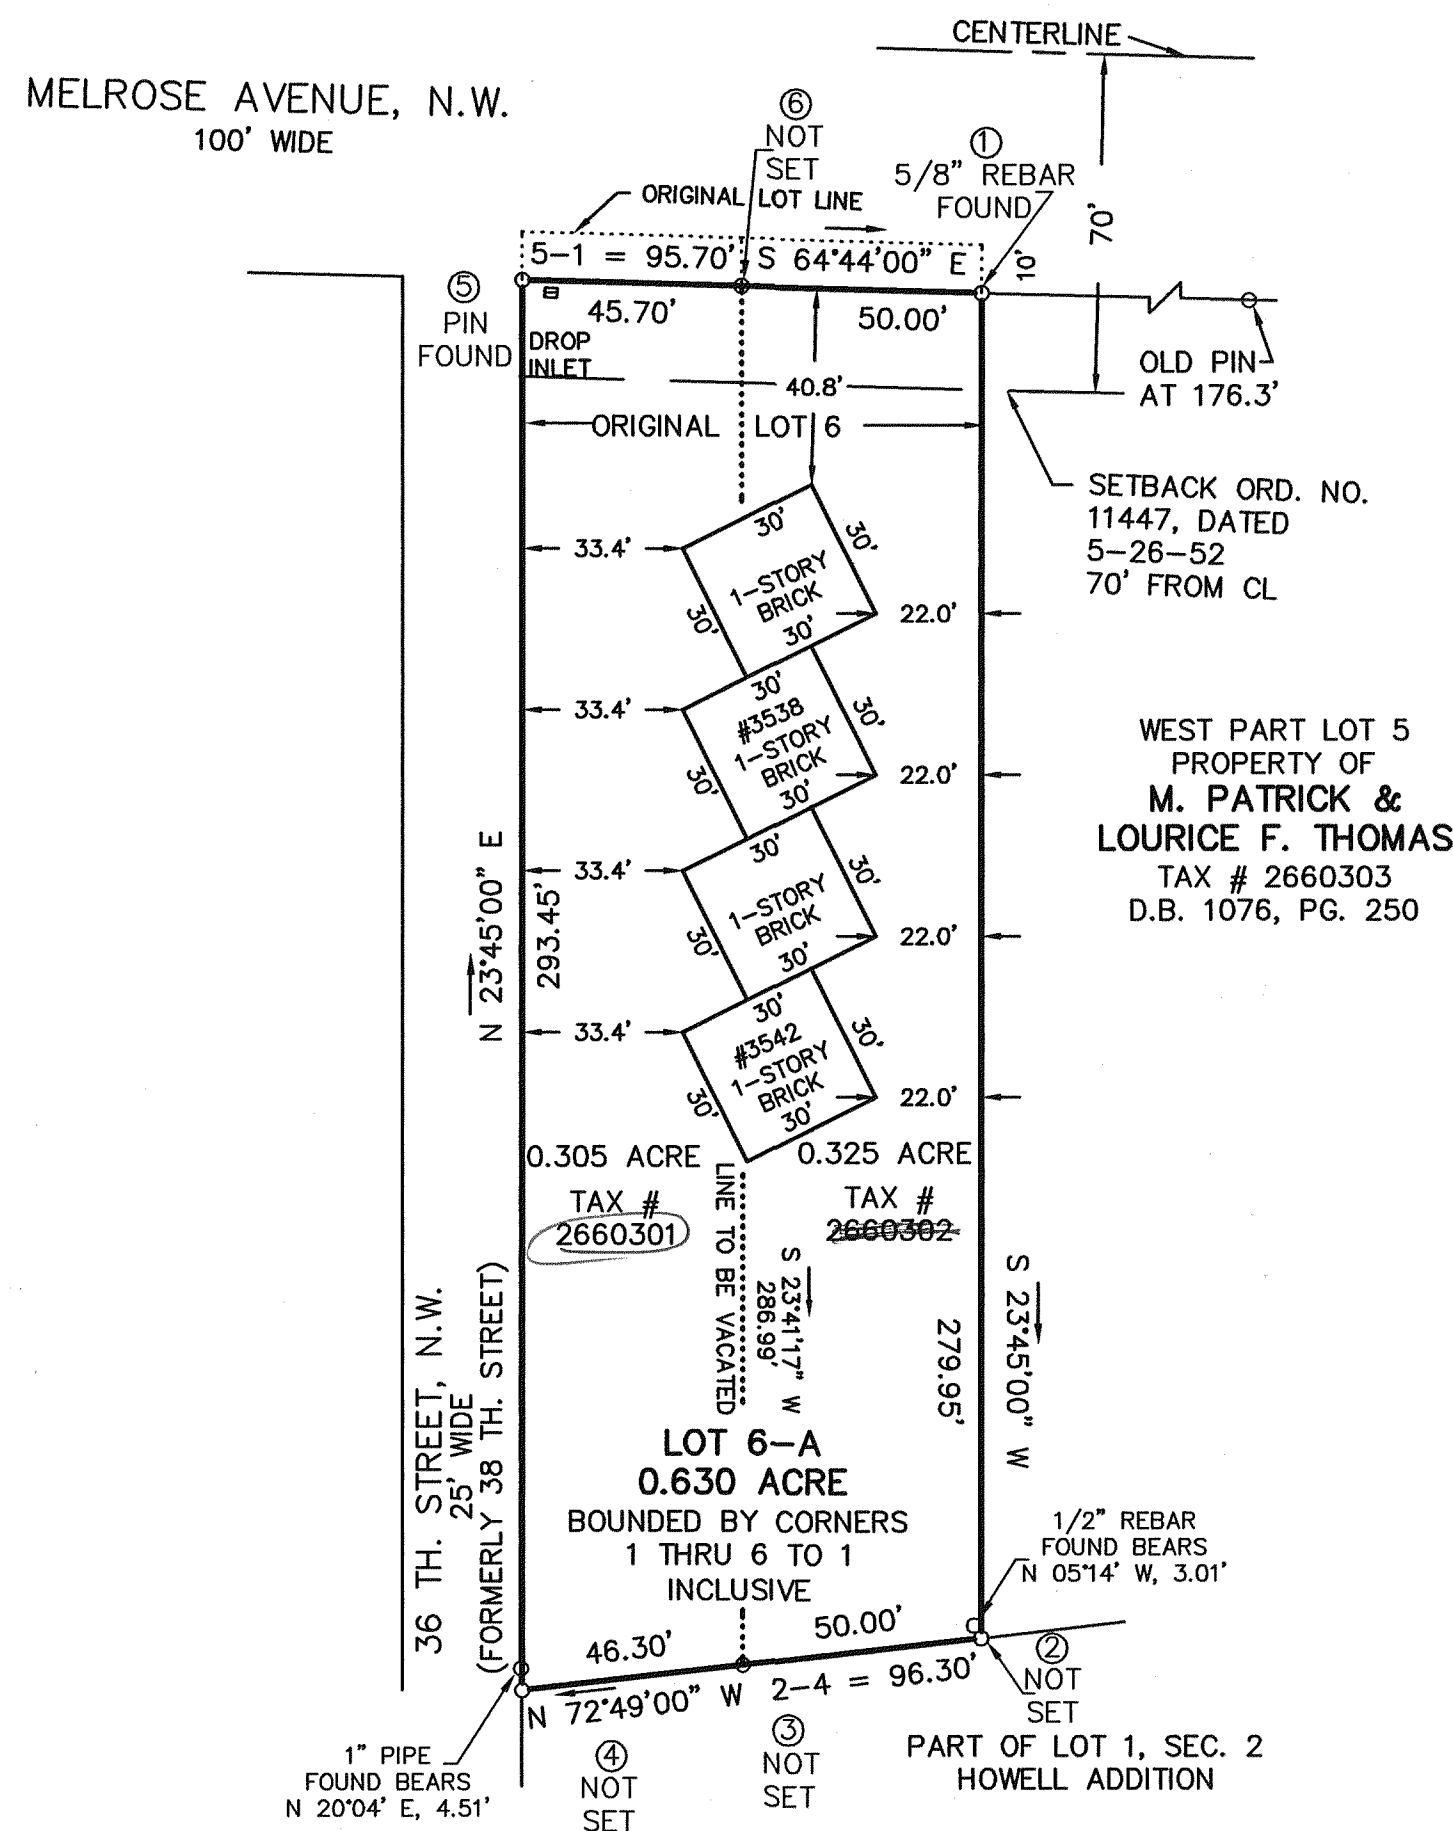 CENTERLINE
MELROSE AVENUE, N.W.
100' WIDE
6
NOT
SET
1
5/8" REBAR
FOUND
ORIGINAL LOT LINE
70'
10'
5-1 = 95.70' S 64°44'00" E
5
PIN
FOUND
45.70'
50.00'
DROP
INLET
40.8'
OLD PIN
AT 176.3'
ORIGINAL LOT 6
SETBACK ORD. NO.
11447, DATED
5-26-52
70' FROM CL
30'
30'
33.4'
1-STORY
BRICK
30'
30'
22.0'
30'
30'
33.4'
#3538
1-STORY
BRICK
30'
30'
22.0'
WEST PART LOT 5
PROPERTY OF
M. PATRICK &
LOURICE F. THOMAS
TAX # 2660303
D.B. 1076, PG. 250
30'
30'
33.4'
1-STORY
BRICK
30'
30'
22.0'
N 23°45'00" E
293.45'
30'
30'
33.4'
#3542
1-STORY
BRICK
30'
30'
22.0'
0.305 ACRE
TAX #
2660301
0.325 ACRE
TAX #
2660302
LINE TO BE VACATED
S 23°41'17" W
286.99'
S 23°45'00" W
279.95'
36 TH. STREET, N.W.
25' WIDE
(FORMERLY 38 TH. STREET)
LOT 6-A
0.630 ACRE
BOUNDED BY CORNERS
1 THRU 6 TO 1
INCLUSIVE
1/2" REBAR
FOUND BEARS
N 05°14' W, 3.01'
46.30'
50.00'
N 72°49'00" W 2-4 = 96.30'
2
NOT
SET
3
NOT
SET
4
NOT
SET
1" PIPE
FOUND BEARS
N 20°04' E, 4.51'
PART OF LOT 1, SEC. 2
HOWELL ADDITION